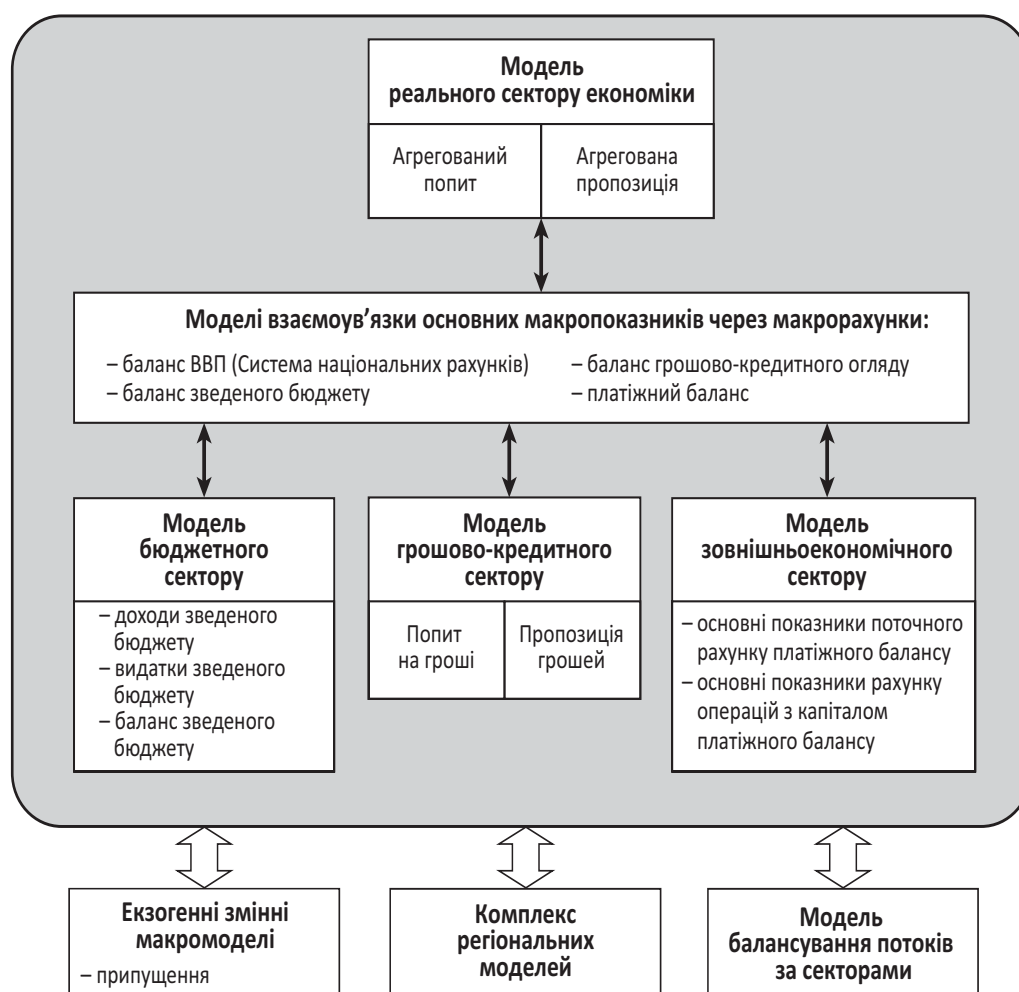 Модель
реального сектору економіки
Агрегований
попит
Агрегована
пропозиція
Моделі взаємоув'язки основних макропоказників через макрорахунки:
– баланс ВВП (Система національних рахунків)
– баланс зведеного бюджету
– баланс грошово-кредитного огляду
– платіжний баланс
Модель
бюджетного
сектору
– доходи зведеного
бюджету
– видатки зведеного
бюджету
– баланс зведеного
бюджету
Модель
грошово-кредитного
сектору
Попит
на гроші
Пропозиція
грошей
Модель
зовнішньоекономічного
сектору
– основні показники поточного
рахунку платіжного балансу
– основні показники рахунку
операцій з капіталом
платіжного балансу
Екзогенні змінні
макромоделі
– припущення
Комплекс
регіональних
моделей
Модель
балансування потоків
за секторами